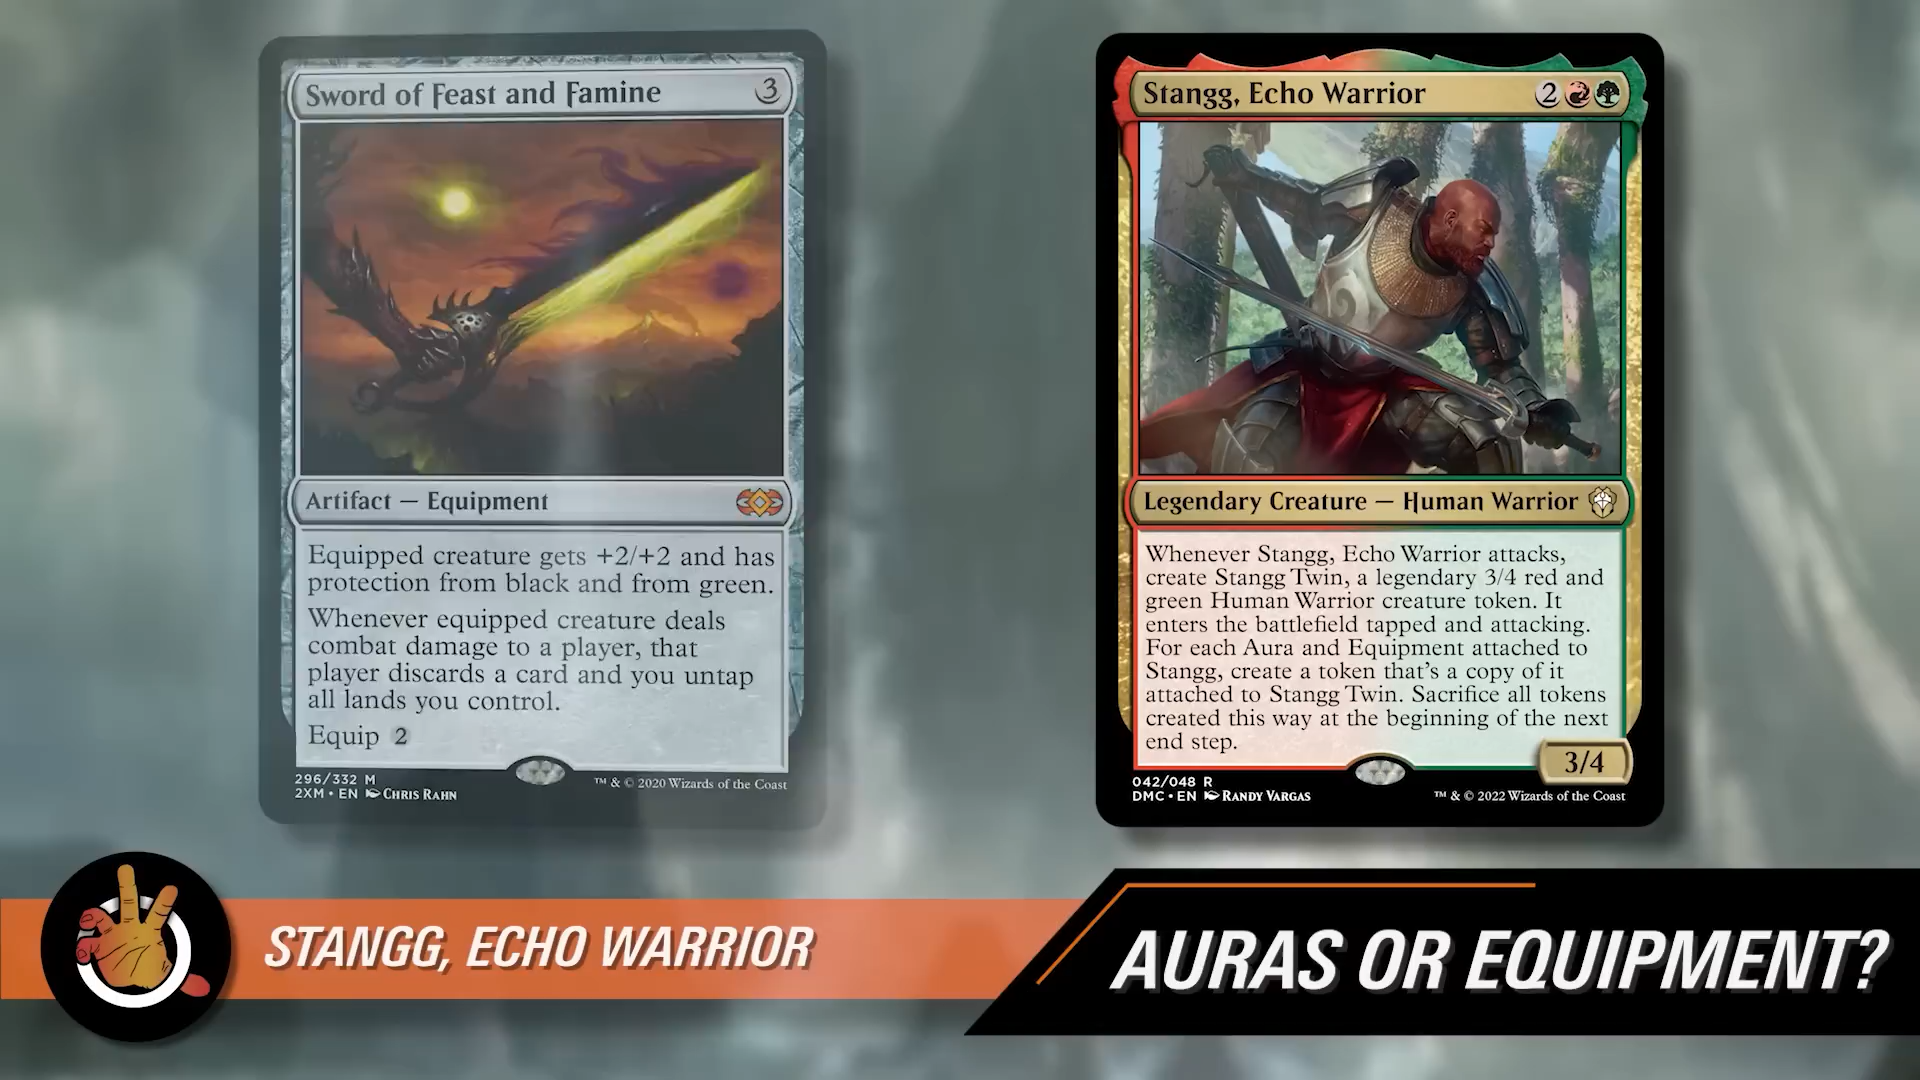 Sword of Feast and Famine 3
Artifact — Equipment
Equipped creature gets +2/+2 and has
protection from black and from green.
Whenever equipped creature deals
combat damage to a player, that
player discards a card and you untap
all lands you control.
Equip 2
296/332 M
2XM • EN CHRIS RAHN
™ & © 2020 Wizards of the Coast
Stangg, Echo Warrior 2
Legendary Creature — Human Warrior
Whenever Stangg, Echo Warrior attacks,
create Stangg Twin, a legendary 3/4 red and
green Human Warrior creature token. It
enters the battlefield tapped and attacking.
For each Aura and Equipment attached to
Stangg, create a token that's a copy of it
attached to Stangg Twin. Sacrifice all tokens
created this way at the beginning of the next
end step.
3/4
042/048 R
DMC • EN RANDY VARGAS
™ & © 2022 Wizards of the Coast
STANGG, ECHO WARRIOR
AURAS OR EQUIPMENT?